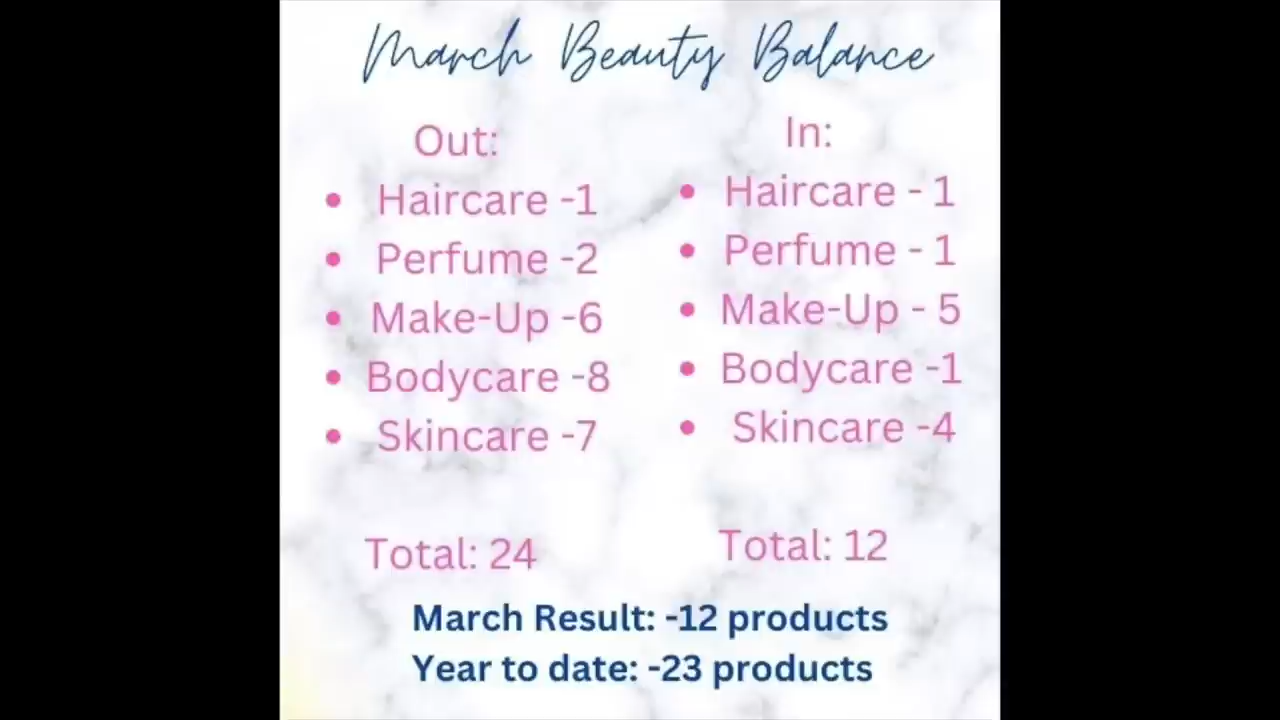 March Beauty Balance
Out:
• Haircare -1
• Perfume -2
• Make-Up -6
• Bodycare -8
• Skincare -7
Total: 24
In:
• Haircare - 1
• Perfume - 1
• Make-Up - 5
• Bodycare -1
• Skincare -4
Total: 12
March Result: -12 products
Year to date: -23 products